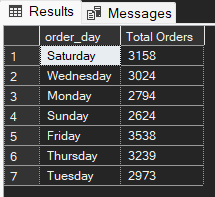 Results Messages
order_day Total Orders
1 Saturday 3158
2 Wednesday 3024
3 Monday 2794
4 Sunday 2624
5 Friday 3538
6 Thursday 3239
7 Tuesday 2973